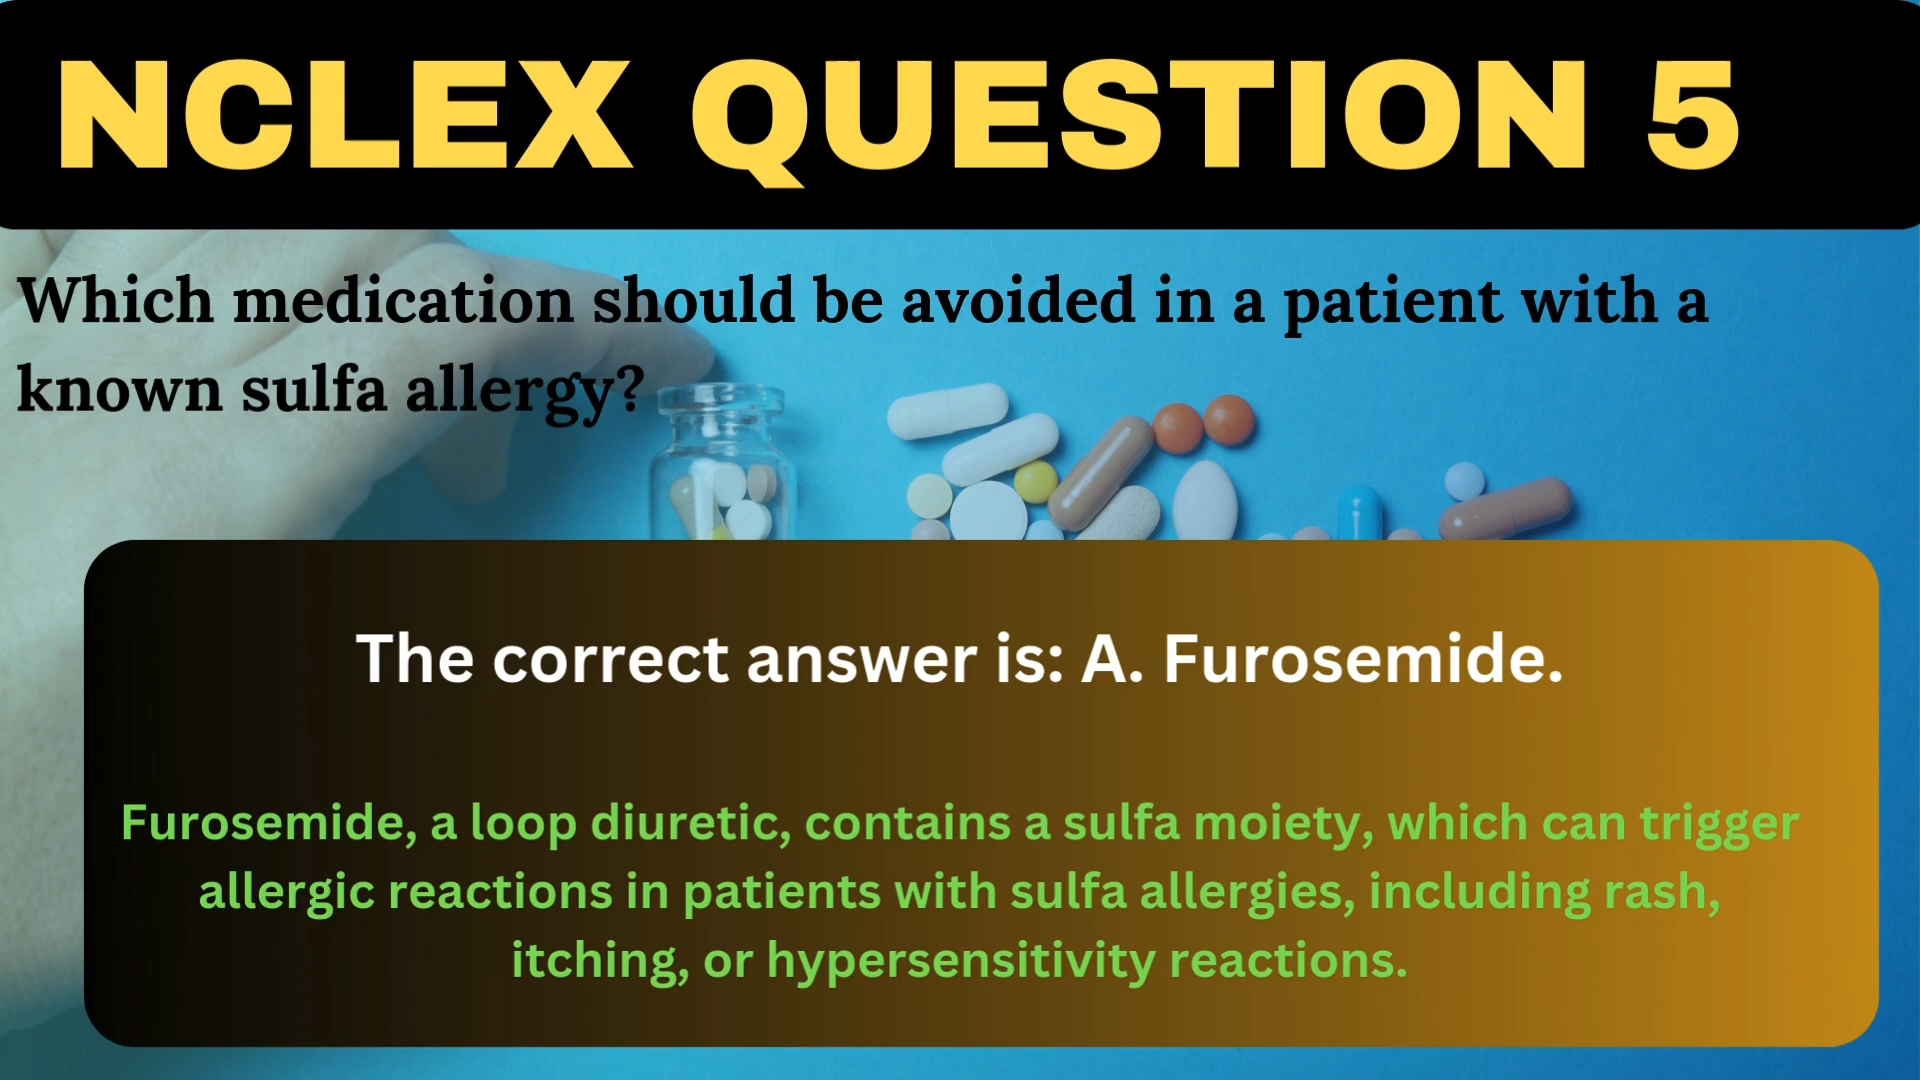 NCLEX QUESTION 5
Which medication should be avoided in a patient with a
known sulfa allergy?
The correct answer is: A. Furosemide.
Furosemide, a loop diuretic, contains a sulfa moiety, which can trigger
allergic reactions in patients with sulfa allergies, including rash,
itching, or hypersensitivity reactions.